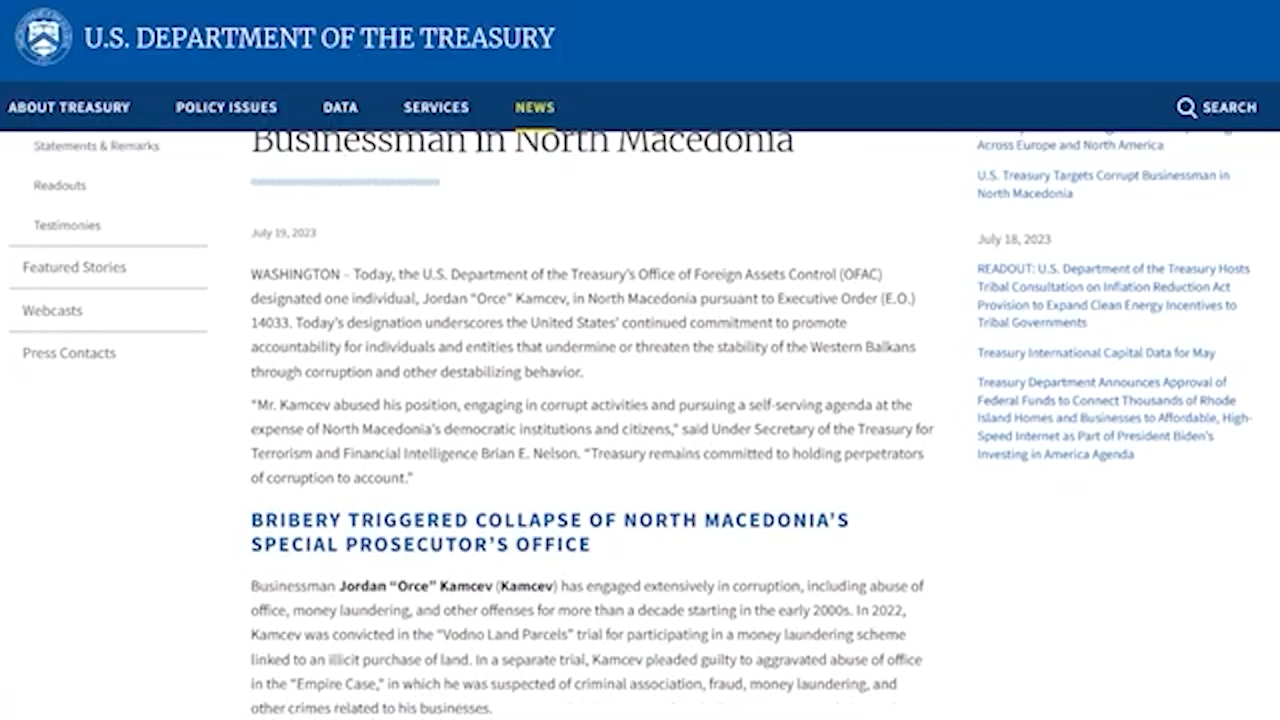 U.S. DEPARTMENT OF THE TREASURY
ABOUT TREASURY POLICY ISSUES DATA SERVICES NEWS SEARCH
Statements & Remarks
Readouts
Testimonies
Featured Stories
Webcasts
Press Contacts
Businessman in North Macedonia
July 19, 2023
WASHINGTON – Today, the U.S. Department of the Treasury's Office of Foreign Assets Control (OFAC)
designated one individual, Jordan “Orce” Kamcev, in North Macedonia pursuant to Executive Order (E.O.)
14033. Today's designation underscores the United States' continued commitment to promote
accountability for individuals and entities that undermine or threaten the stability of the Western Balkans
through corruption and other destabilizing behavior.
“Mr. Kamcev abused his position, engaging in corrupt activities and pursuing a self-serving agenda at the
expense of North Macedonia's democratic institutions and citizens,” said Under Secretary of the Treasury for
Terrorism and Financial Intelligence Brian E. Nelson. “Treasury remains committed to holding perpetrators
of corruption to account.”
BRIBERY TRIGGERED COLLAPSE OF NORTH MACEDONIA'S
SPECIAL PROSECUTOR'S OFFICE
Businessman Jordan “Orce” Kamcev (Kamcev) has engaged extensively in corruption, including abuse of
office, money laundering, and other offenses for more than a decade starting in the early 2000s. In 2022,
Kamcev was convicted in the “Vodno Land Parcels” trial for participating in a money laundering scheme
linked to an illicit purchase of land. In a separate trial, Kamcev pleaded guilty to aggravated abuse of office
in the “Empire Case,” in which he was suspected of criminal association, fraud, money laundering, and
other crimes related to his businesses.
Across Europe and North America
U.S. Treasury Targets Corrupt Businessman in
North Macedonia
July 18, 2023
READOUT: U.S. Department of the Treasury Hosts
Tribal Consultation on Inflation Reduction Act
Provision to Expand Clean Energy Incentives to
Tribal Governments
Treasury International Capital Data for May
Treasury Department Announces Approval of
Federal Funds to Connect Thousands of Rhode
Island Homes and Businesses to Affordable, High-
Speed Internet as Part of President Biden's
Investing in America Agenda